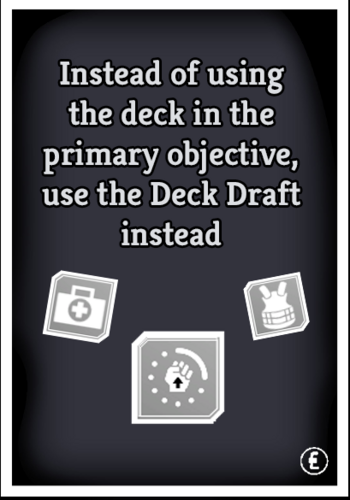 Instead of using
the deck in the
primary objective,
use the Deck Draft
instead